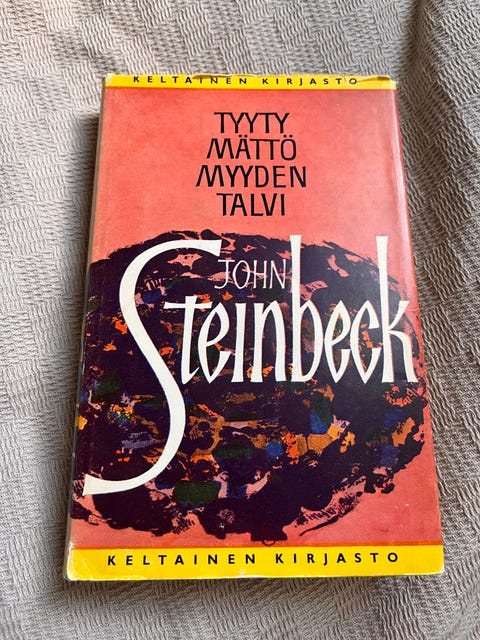 KELTAINEN KIRJASTO
TYYTY
MÄTTÖ
MYYDEN
TALVI
JOHN
Steinbeck
KELTAINEN KIRJASTO